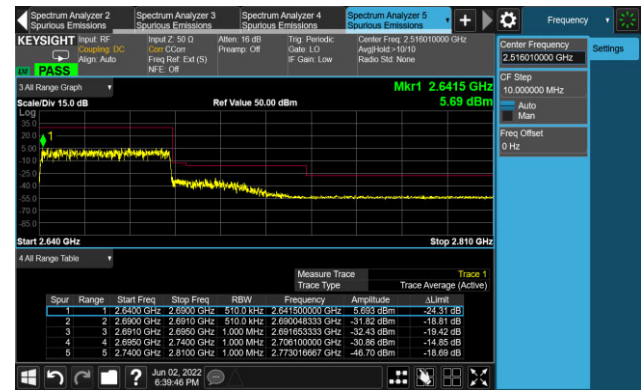 Spectrum Analyzer 2
Spurious Emissions
Spectrum Analyzer 3
Spurious Emissions
Spectrum Analyzer 4
Spurious Emissions
Spectrum Analyzer 5
Spurious Emissions
Frequency
KEYSIGHT
Input: RF
Coupling: DC
Align: Auto
Input Z: 50 Ω
Corr CCorr
Freq Ref: Ext (S)
NFE: Off
Atten: 16 dB
Preamp: Off
Trig: Periodic
Gate: LO
IF Gain: Low
Center Freq: 2.516010000 GHz
Avg|Hold:>10/10
Radio Std: None
PASS
Center Frequency
2.516010000 GHz
Settings
CF Step
10.000000 MHz
Auto
Man
Freq Offset
0 Hz
3 All Range Graph
Mkr1 2.6415 GHz
5.69 dBm
Scale/Div 15.0 dB
Ref Value 50.00 dBm
Log
35.0
20.0
5.00
-10.0
-25.0
-40.0
-55.0
-70.0
-85.0
1
Start 2.640 GHz
Stop 2.810 GHz
4 All Range Table
Measure Trace Trace 1
Trace Type Trace Average (Active)
Spur Range Start Freq Stop Freq RBW Frequency Amplitude ΔLimit
1 1 2.6400 GHz 2.6900 GHz 510.0 kHz 2.641500000 GHz 5.693 dBm -24.31 dB
2 2 2.6900 GHz 2.6910 GHz 510.0 kHz 2.690048333 GHz -31.82 dBm -18.81 dB
3 3 2.6910 GHz 2.6950 GHz 1.000 MHz 2.691653333 GHz -32.42 dBm -19.42 dB
4 4 2.6950 GHz 2.7400 GHz 1.000 MHz 2.706100000 GHz -30.86 dBm -14.85 dB
5 5 2.7400 GHz 2.8100 GHz 1.000 MHz 2.773016667 GHz -46.70 dBm -18.69 dB
Jun 02, 2022
6:39:46 PM